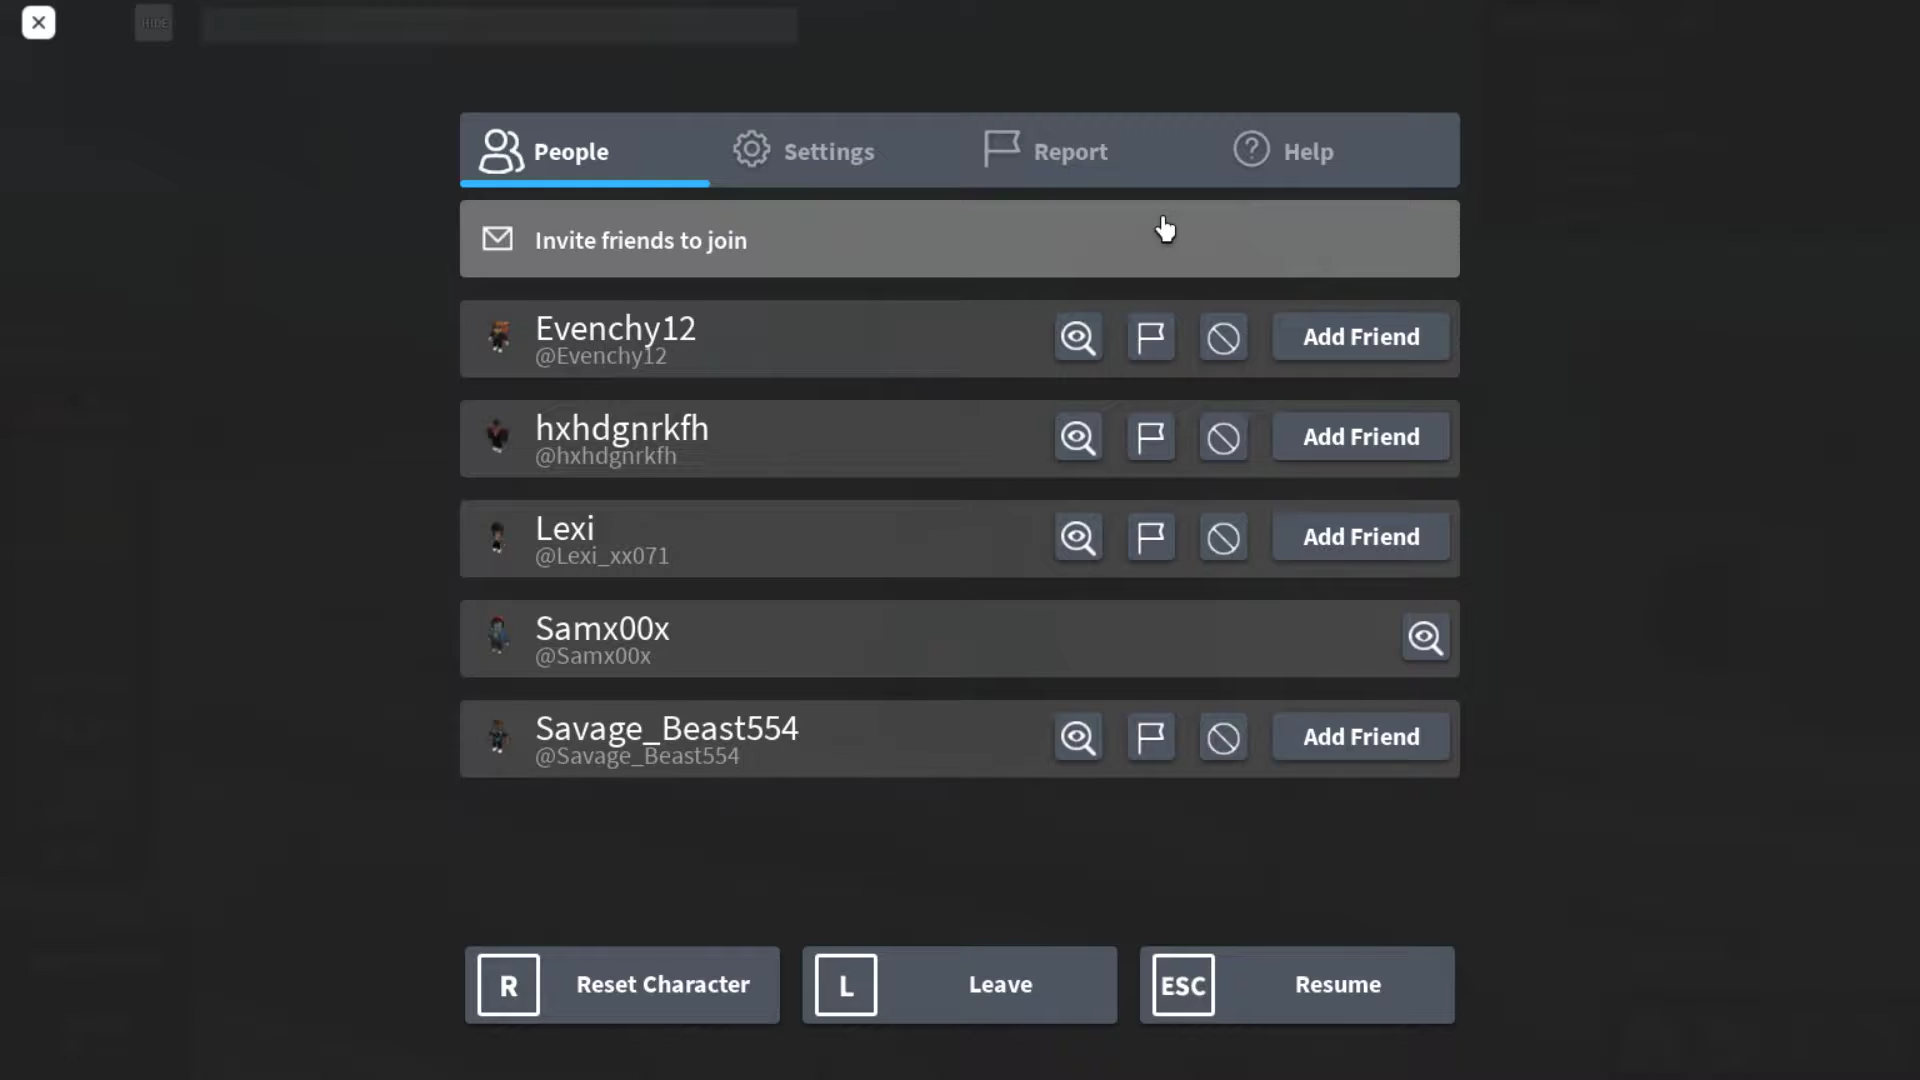 HIDE
People
Settings
Report
Help
Invite friends to join
Evenchy12
@Evenchy12
Add Friend
hxhdgnrkfh
@hxhdgnrkfh
Add Friend
Lexi
@Lexi_xx071
Add Friend
Samx00x
@Samx00x
Savage_Beast554
@Savage_Beast554
Add Friend
R Reset Character
L Leave
ESC Resume